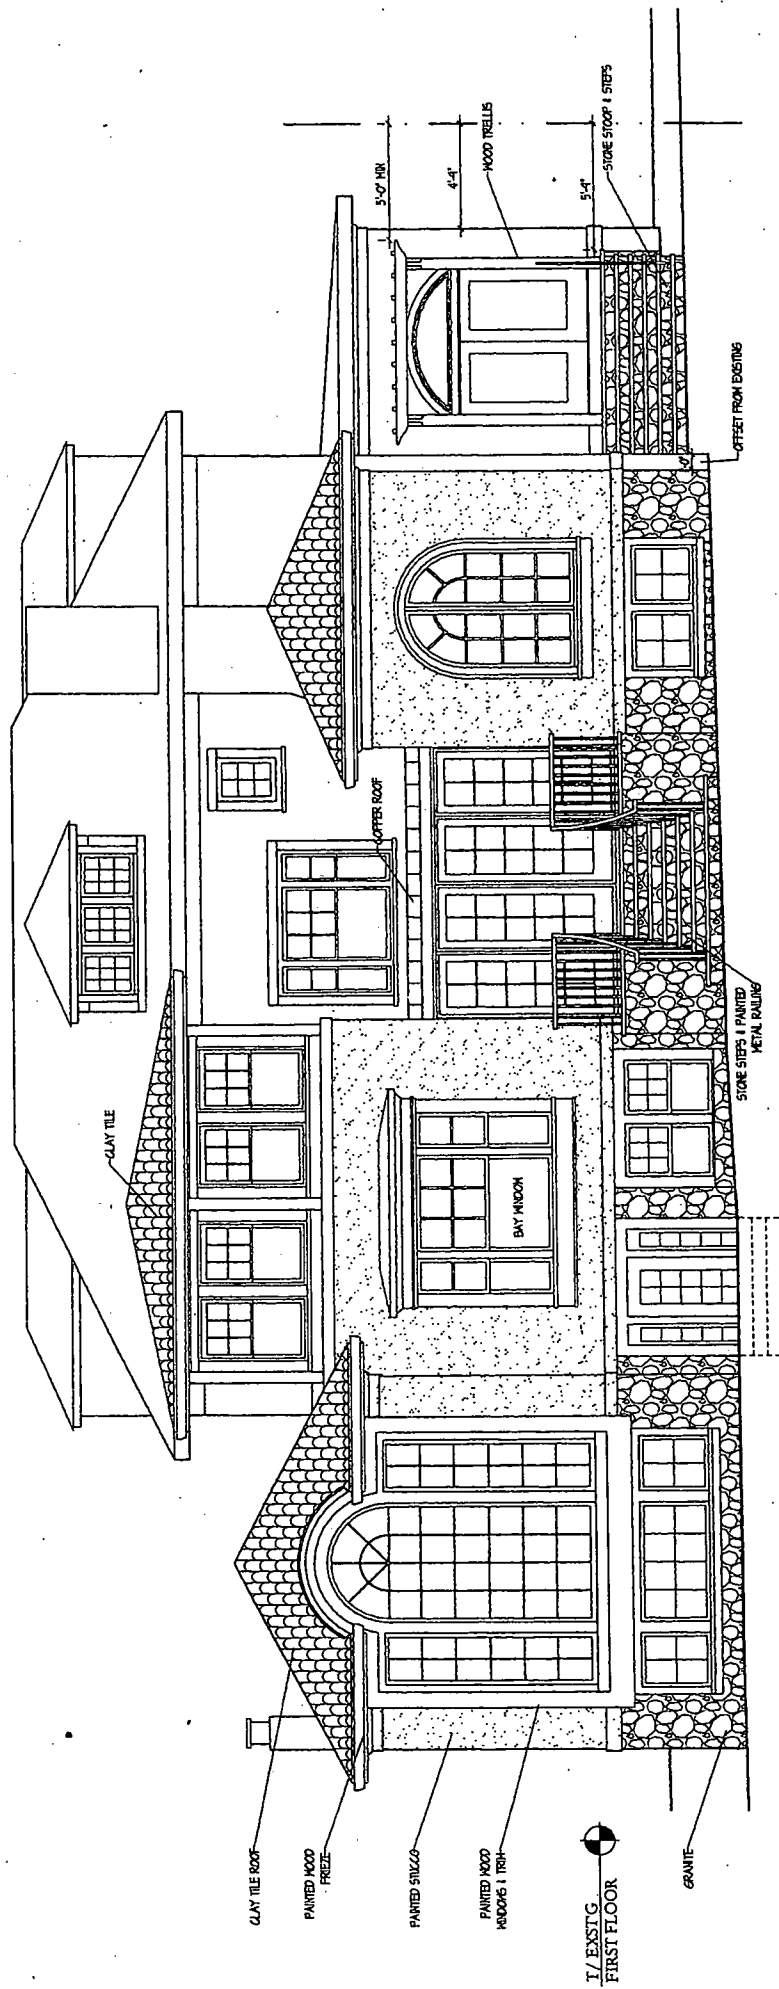 CLAY TILE ROOF
PAINTED WOOD
FRIEZE
PAINTED STUCCO
PAINTED WOOD
WINDOWS & TRIM
T/ EXSTG
FIRST FLOOR
GRANITE
CLAY TILE
BAY WINDOW
COPPER ROOF
STONE STEPS & PAINTED
METAL RAILING
OFFSET FROM EXISTING
5'-0" MIN
4'-4"
WOOD TRELLIS
5'-4"
STONE STOOP & STEPS